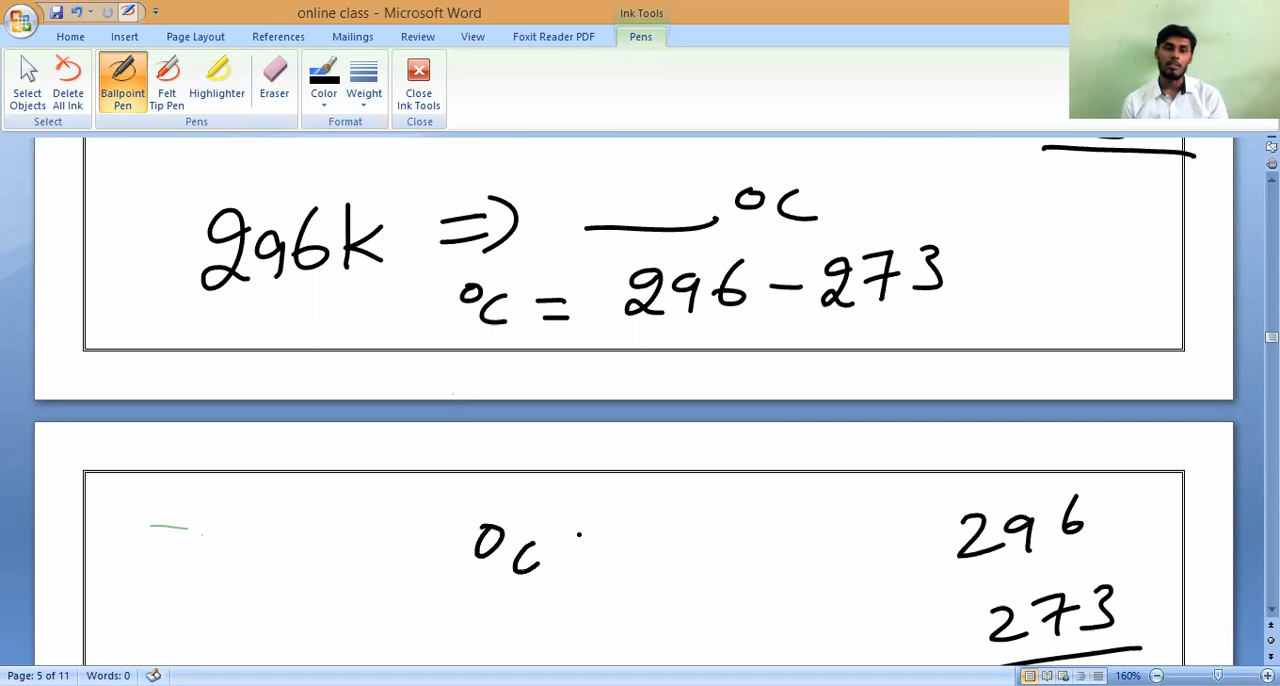 online class - Microsoft Word
Ink Tools
Home Insert Page Layout References Mailings Review View Foxit Reader PDF Pens
Select Objects
Delete All Ink
Ballpoint Pen
Felt Tip Pen
Highlighter
Eraser
Color
Weight
Close Ink Tools
Select Pens Format Close
296k => ___ °C
°C = 296 - 273
°C
296
273
Page: 5 of 11 Words: 0 160%